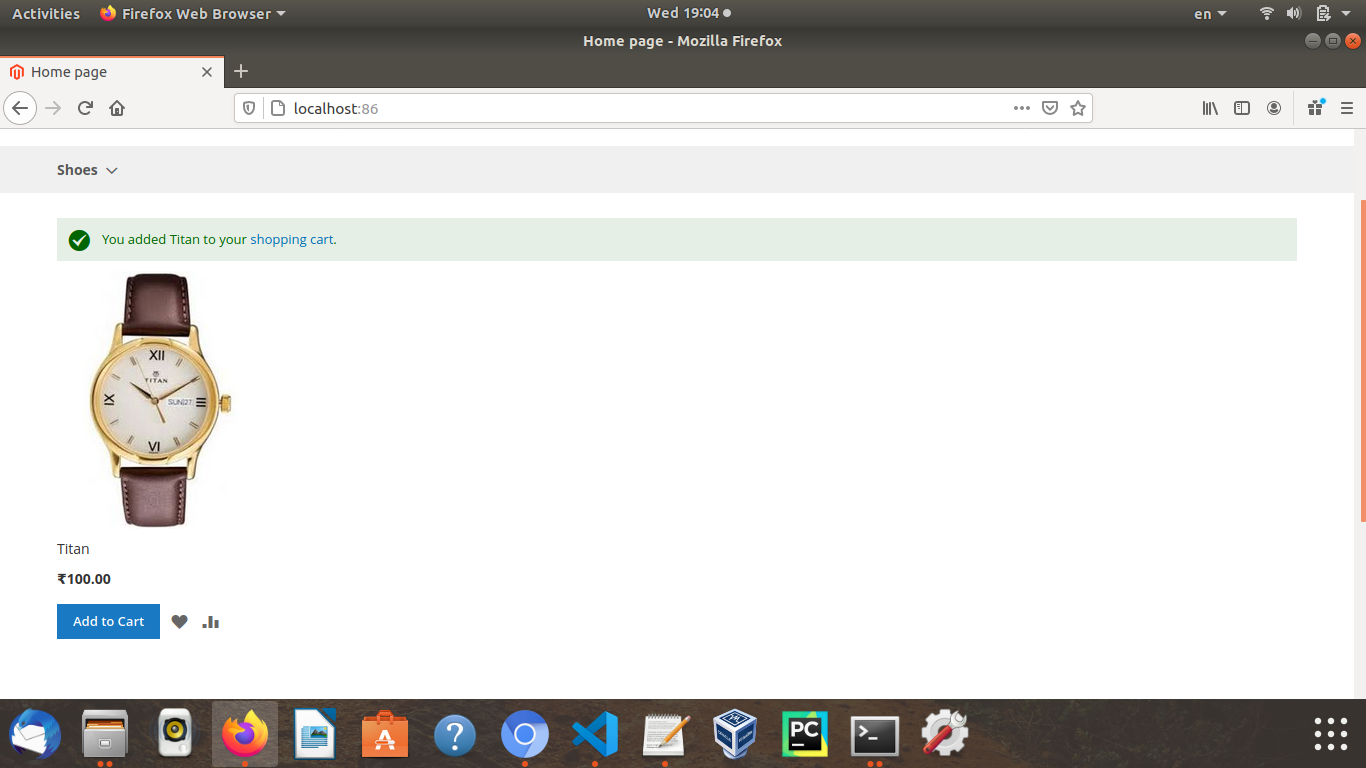 Activities Firefox Web Browser Wed 19:04 en
Home page - Mozilla Firefox
Home page
localhost:86
Shoes
You added Titan to your shopping cart.
XII
TITAN
IX SUN 27 III
VI
Titan
₹100.00
Add to Cart
A ? PC >_